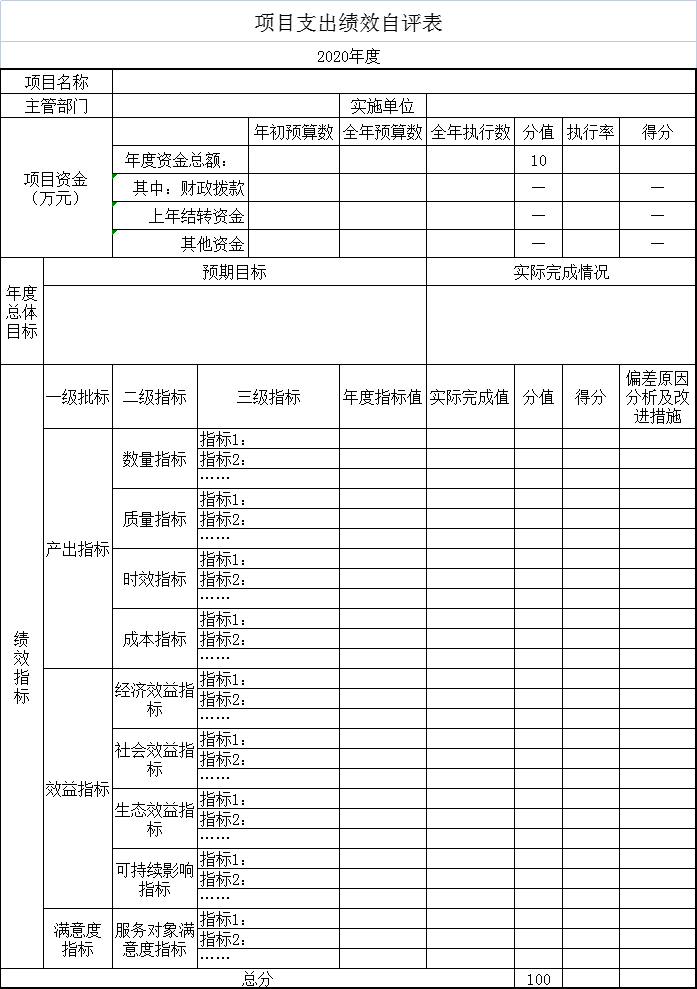 项目支出绩效自评表
2020年度
项目名称
主管部门 实施单位
项目资金
（万元）
年初预算数 全年预算数 全年执行数 分值 执行率 得分
年度资金总额： 10
其中：财政拨款 — —
上年结转资金 — —
其他资金 — —
年度
总体
目标
预期目标 实际完成情况
绩
效
指
标
一级批标 二级指标 三级指标 年度指标值 实际完成值 分值 得分
偏差原因
分析及改
进措施
产出指标
数量指标
指标1：
指标2：
……
质量指标
指标1：
指标2：
……
时效指标
指标1：
指标2：
……
成本指标
指标1：
指标2：
……
效益指标
经济效益指
标
指标1：
指标2：
……
社会效益指
标
指标1：
指标2：
……
生态效益指
标
指标1：
指标2：
……
可持续影响
指标
指标1：
指标2：
……
满意度
指标
服务对象满
意度指标
指标1：
指标2：
……
总分 100